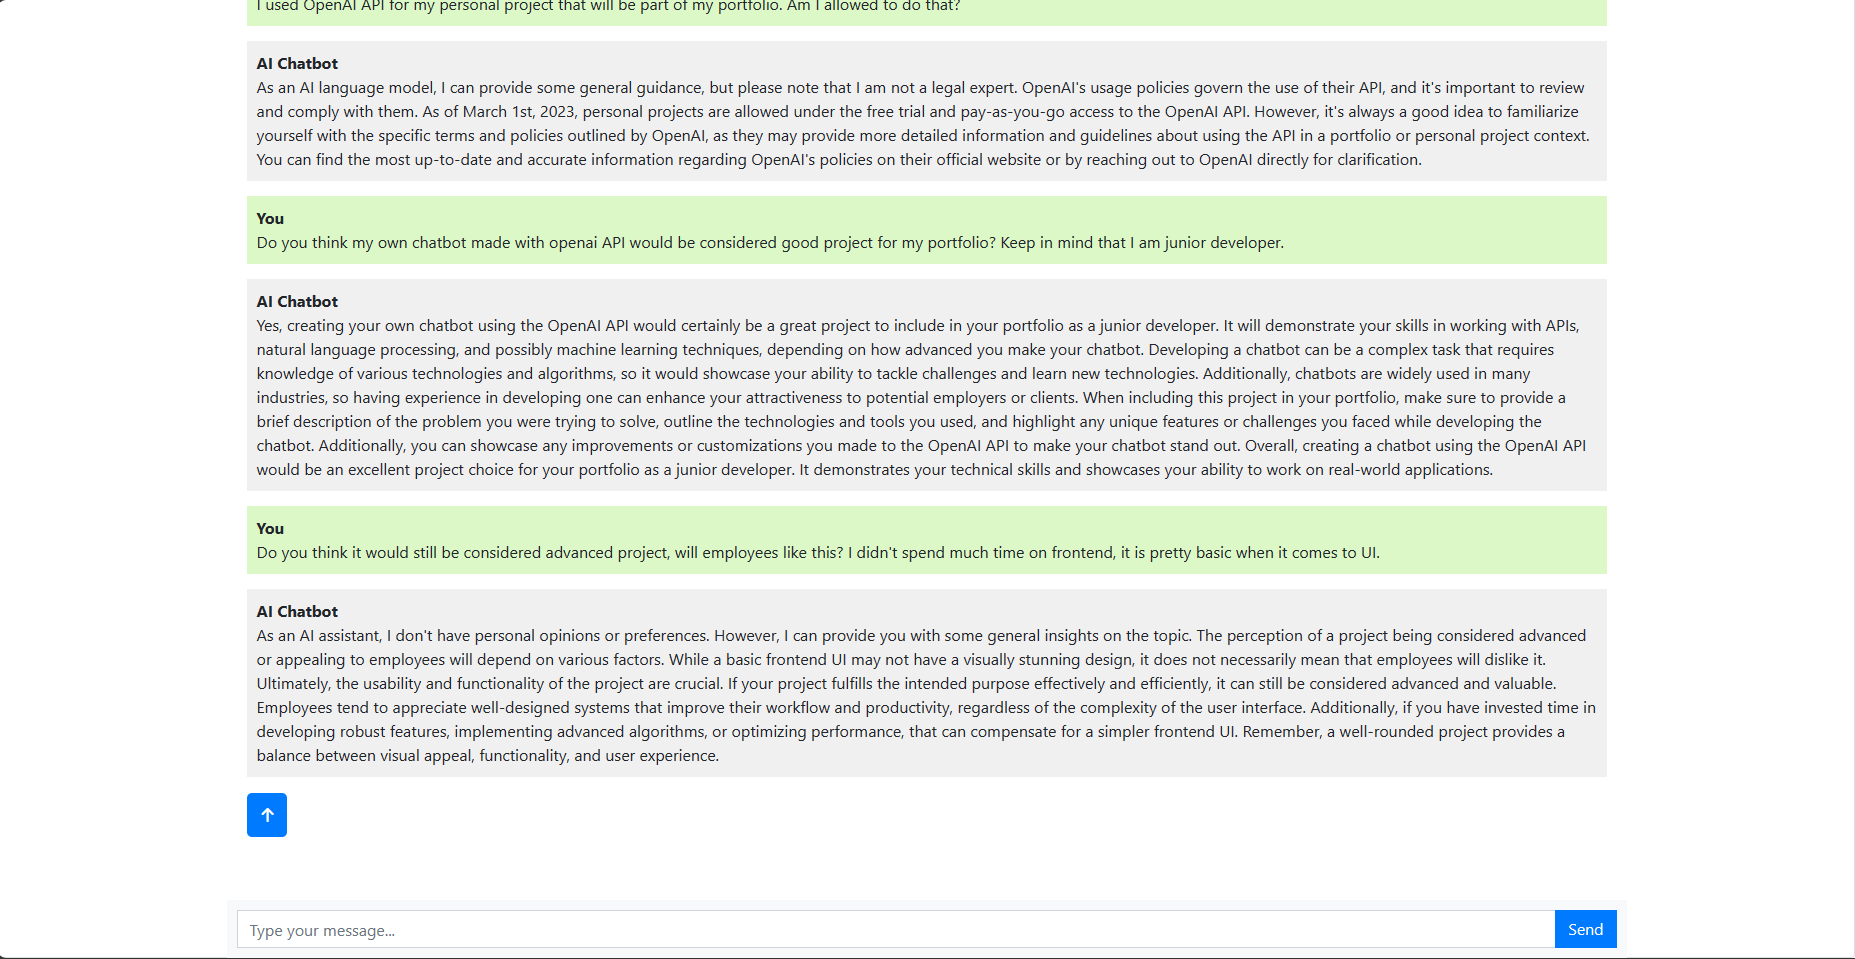 I used OpenAI API for my personal project that will be part of my portfolio. Am I allowed to do that?
AI Chatbot
As an AI language model, I can provide some general guidance, but please note that I am not a legal expert. OpenAI's usage policies govern the use of their API, and it's important to review
and comply with them. As of March 1st, 2023, personal projects are allowed under the free trial and pay-as-you-go access to the OpenAI API. However, it's always a good idea to familiarize
yourself with the specific terms and policies outlined by OpenAI, as they may provide more detailed information and guidelines about using the API in a portfolio or personal project context.
You can find the most up-to-date and accurate information regarding OpenAI's policies on their official website or by reaching out to OpenAI directly for clarification.
You
Do you think my own chatbot made with openai API would be considered good project for my portfolio? Keep in mind that I am junior developer.
AI Chatbot
Yes, creating your own chatbot using the OpenAI API would certainly be a great project to include in your portfolio as a junior developer. It will demonstrate your skills in working with APIs,
natural language processing, and possibly machine learning techniques, depending on how advanced you make your chatbot. Developing a chatbot can be a complex task that requires
knowledge of various technologies and algorithms, so it would showcase your ability to tackle challenges and learn new technologies. Additionally, chatbots are widely used in many
industries, so having experience in developing one can enhance your attractiveness to potential employers or clients. When including this project in your portfolio, make sure to provide a
brief description of the problem you were trying to solve, outline the technologies and tools you used, and highlight any unique features or challenges you faced while developing the
chatbot. Additionally, you can showcase any improvements or customizations you made to the OpenAI API to make your chatbot stand out. Overall, creating a chatbot using the OpenAI API
would be an excellent project choice for your portfolio as a junior developer. It demonstrates your technical skills and showcases your ability to work on real-world applications.
You
Do you think it would still be considered advanced project, will employees like this? I didn't spend much time on frontend, it is pretty basic when it comes to UI.
AI Chatbot
As an AI assistant, I don't have personal opinions or preferences. However, I can provide you with some general insights on the topic. The perception of a project being considered advanced
or appealing to employees will depend on various factors. While a basic frontend UI may not have a visually stunning design, it does not necessarily mean that employees will dislike it.
Ultimately, the usability and functionality of the project are crucial. If your project fulfills the intended purpose effectively and efficiently, it can still be considered advanced and valuable.
Employees tend to appreciate well-designed systems that improve their workflow and productivity, regardless of the complexity of the user interface. Additionally, if you have invested time in
developing robust features, implementing advanced algorithms, or optimizing performance, that can compensate for a simpler frontend UI. Remember, a well-rounded project provides a
balance between visual appeal, functionality, and user experience.
Type your message...
Send